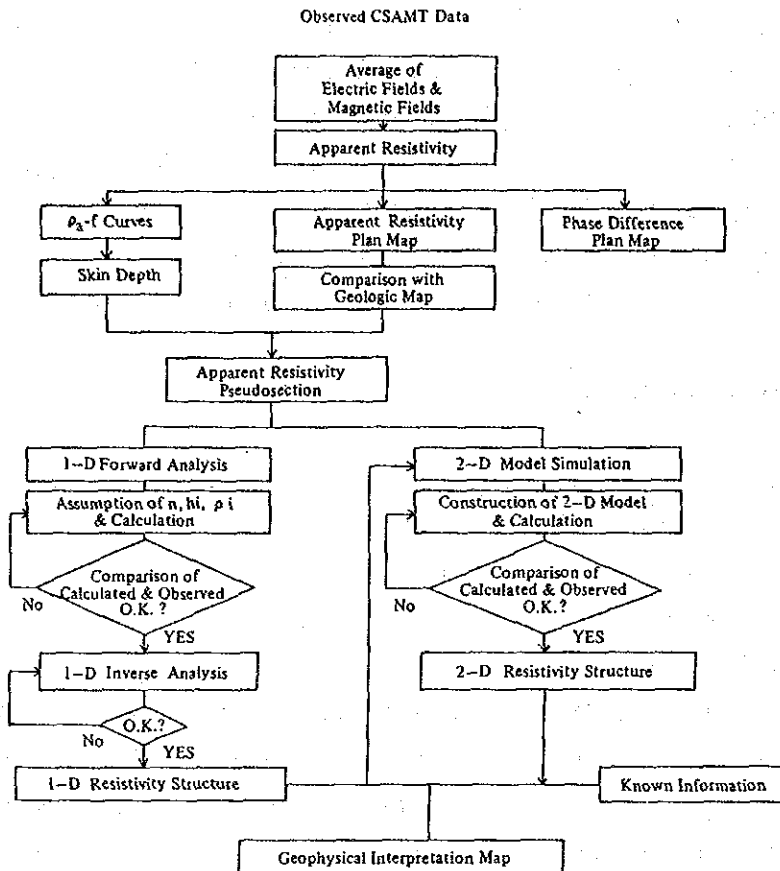 Observed CSAMT Data
Average of
Electric Fields &
Magnetic Fields
Apparent Resistivity
ρa-f Curves
Apparent Resistivity
Plan Map
Phase Difference
Plan Map
Skin Depth
Comparison with
Geologic Map
Apparent Resistivity
Pseudosection
1-D Forward Analysis
2-D Model Simulation
Assumption of n, hi, ρi
& Calculation
Construction of 2-D Model
& Calculation
Comparison of
Calculated & Observed
O.K.?
No
YES
Comparison of
Calculated & Observed
O.K.?
No
YES
1-D Inverse Analysis
2-D Resistivity Structure
O.K.?
No
YES
1-D Resistivity Structure
Known Information
Geophysical Interpretation Map